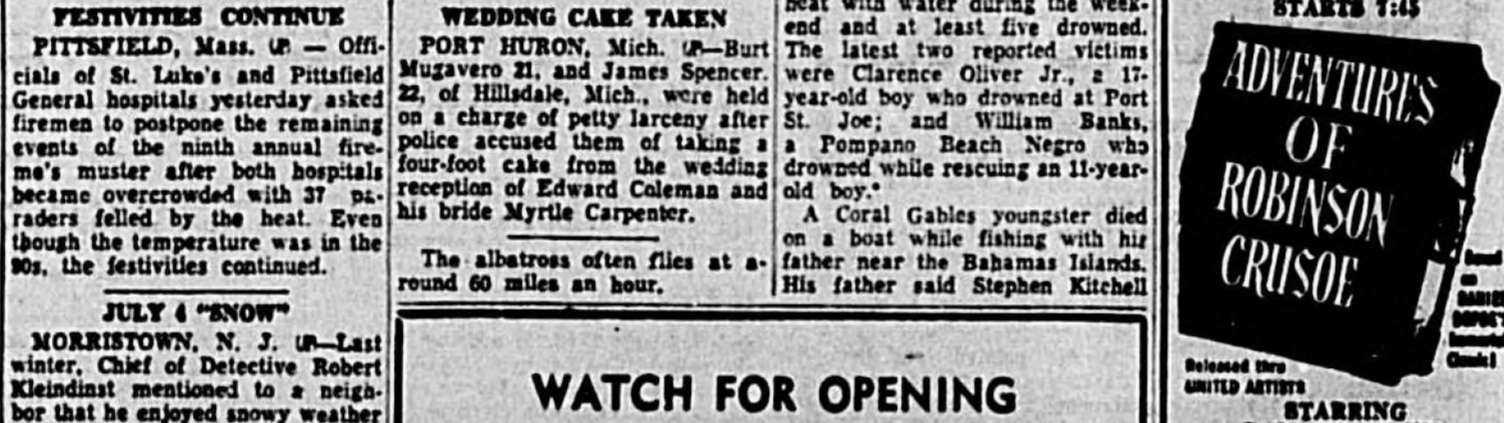 FESTIVITIES CONTINUE
PITTSFIELD, Mass. (UP) — Offi-
cials of St. Luke's and Pittsfield
General hospitals yesterday asked
firemen to postpone the remaining
events of the ninth annual fire-
me's muster after both hospitals
became overcrowded with 37 pa-
raders felled by the heat. Even
though the temperature was in the
90s, the festivities continued.
JULY 4 "SNOW"
MORRISTOWN, N. J. (UP)—Last
winter, Chief of Detective Robert
Kleindinst mentioned to a neigh-
bor that he enjoyed snowy weather
WEDDING CAKE TAKEN
PORT HURON, Mich. (UP)—Burt
Mugavero 21, and James Spencer,
22, of Hillsdale, Mich., were held
on a charge of petty larceny after
police accused them of taking a
four-foot cake from the wedding
reception of Edward Coleman and
his bride Myrtle Carpenter.
The albatross often flies at a-
round 60 miles an hour.
heat with water during the week-
end and at least five drowned.
The latest two reported victims
were Clarence Oliver Jr., a 17-
year-old boy who drowned at Port
St. Joe; and William Banks,
a Pompano Beach Negro who
drowned while rescuing an 11-year-
old boy."
A Coral Gables youngster died
on a boat while fishing with his
father near the Bahamas Islands.
His father said Stephen Kitchell
WATCH FOR OPENING
STARTS 7:45
ADVENTURES
OF
ROBINSON
CRUSOE
Based
on
DANIEL
DEFOE'S
Classic!
Released thru
UNITED ARTISTS
STARRING